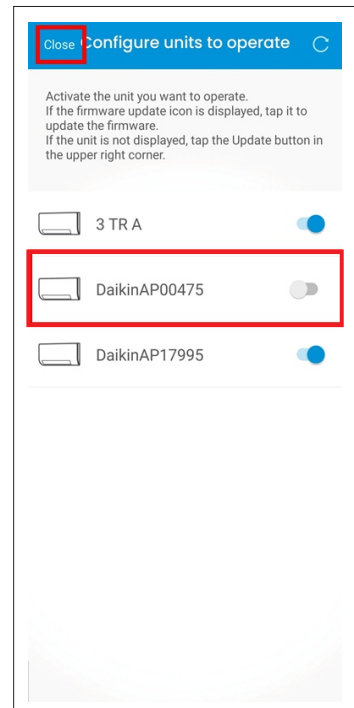 Close Configure units to operate
Activate the unit you want to operate.
If the firmware update icon is displayed, tap it to
update the firmware.
If the unit is not displayed, tap the Update button in
the upper right corner.
3 TR A
DaikinAP00475
DaikinAP17995